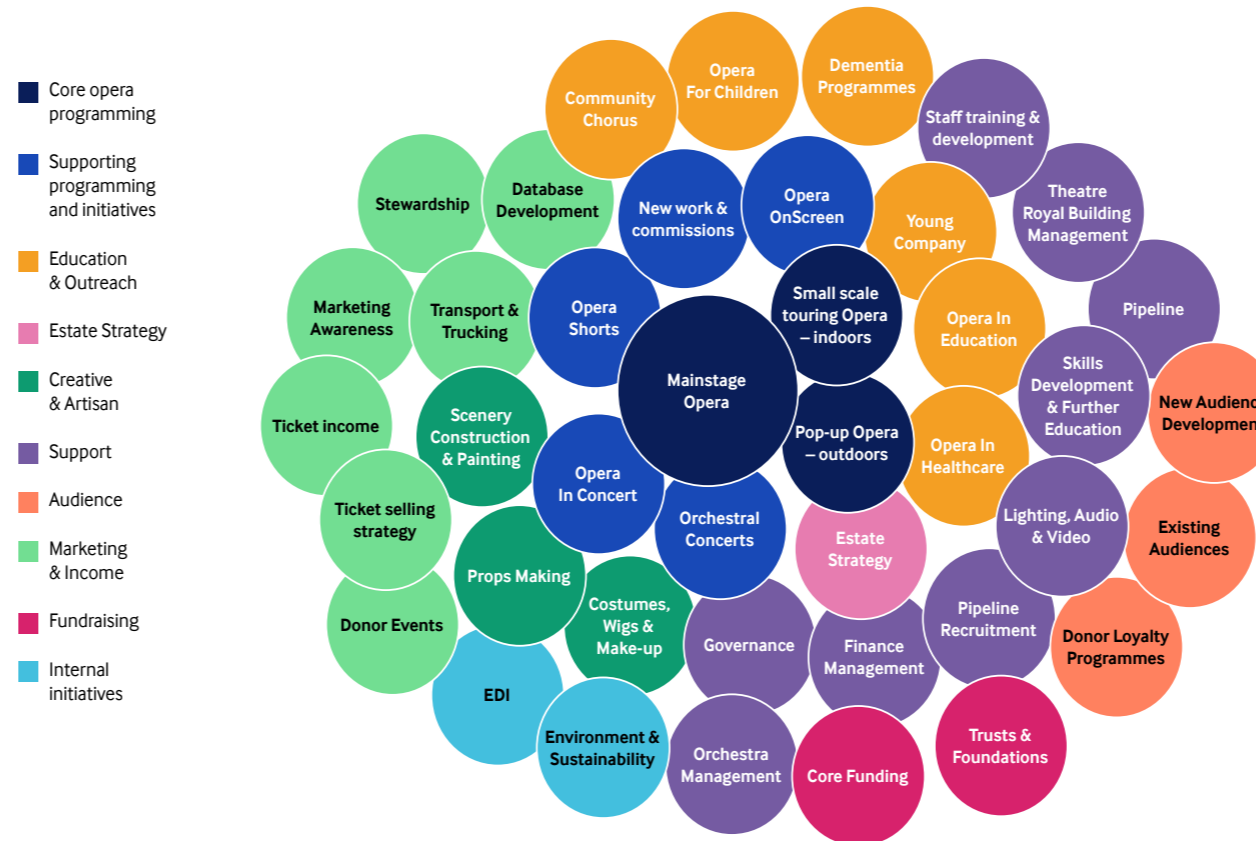 Core opera
programming
Supporting
programming
and initiatives
Education
& Outreach
Estate Strategy
Creative
& Artisan
Support
Audience
Marketing
& Income
Fundraising
Internal
initiatives
Community
Chorus
Opera
For Children
Dementia
Programmes
Staff training &
development
Stewardship
Database
Development
New work &
commissions
Opera
OnScreen
Young
Company
Theatre
Royal Building
Management
Marketing
Awareness
Transport &
Trucking
Opera
Shorts
Small scale
touring Opera
– indoors
Opera In
Education
Pipeline
Mainstage
Opera
Skills
Development
& Further
Education
New Audienc
Developmen
Ticket income
Scenery
Construction
& Painting
Opera
In Concert
Pop-up Opera
– outdoors
Opera In
Healthcare
Ticket selling
strategy
Orchestral
Concerts
Estate
Strategy
Lighting, Audio
& Video
Existing
Audiences
Props Making
Donor Events
Costumes,
Wigs &
Make-up
Governance
Finance
Management
Pipeline
Recruitment
Donor Loyalty
Programmes
EDI
Environment &
Sustainability
Orchestra
Management
Core Funding
Trusts &
Foundations